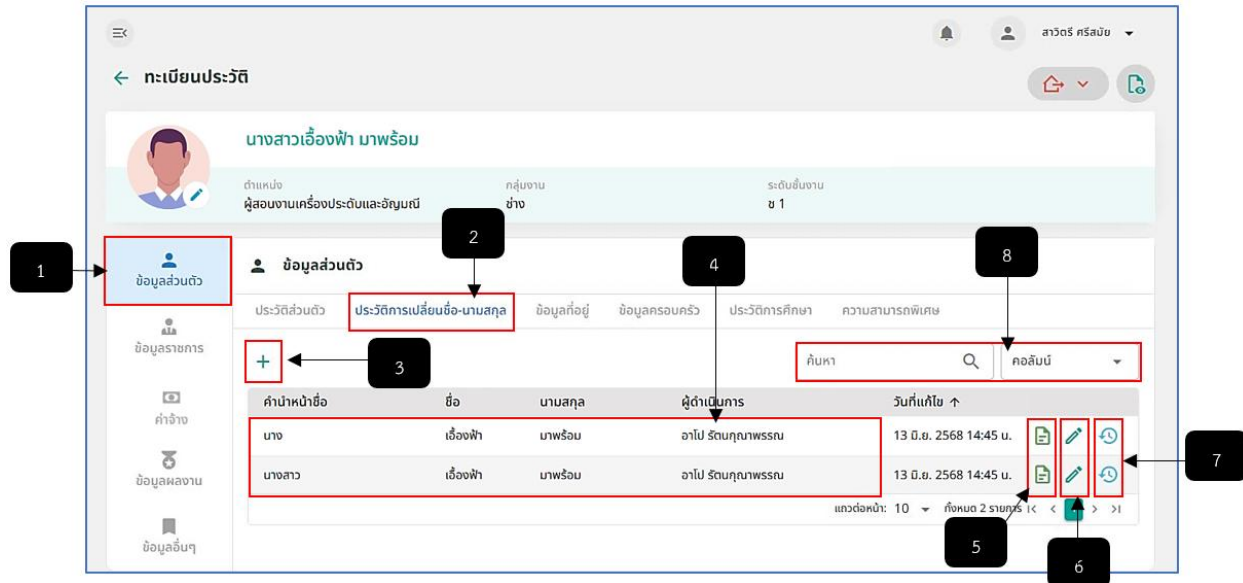 สาวิตรี ศรีสมัย
ทะเบียนประวัติ
นางสาวเอื้องฟ้า มาพร้อม
ตำแหน่ง กลุ่มงาน ระดับชั้นงาน
ผู้สอนงานเครื่องประดับและอัญมณี ช่าง ช 1
2
8
1
4
ข้อมูลส่วนตัว
ข้อมูลส่วนตัว
ประวัติส่วนตัว ประวัติการเปลี่ยนชื่อ-นามสกุล ข้อมูลที่อยู่ ข้อมูลครอบครัว ประวัติการศึกษา ความสามารถพิเศษ
ข้อมูลราชการ
3
ค้นหา คอลัมน์
คำนำหน้าชื่อ ชื่อ นามสกุล ผู้ดำเนินการ วันที่แก้ไข
ค่าจ้าง
นาง เอื้องฟ้า มาพร้อม อาไป รัตนกุณาพรรณ 13 มิ.ย. 2568 14:45 น.
7
นางสาว เอื้องฟ้า มาพร้อม อาไป รัตนกุณาพรรณ 13 มิ.ย. 2568 14:45 น.
ข้อมูลผลงาน
แถวต่อหน้า: 10 ทั้งหมด 2 รายการ
ข้อมูลอื่นๆ
5
6